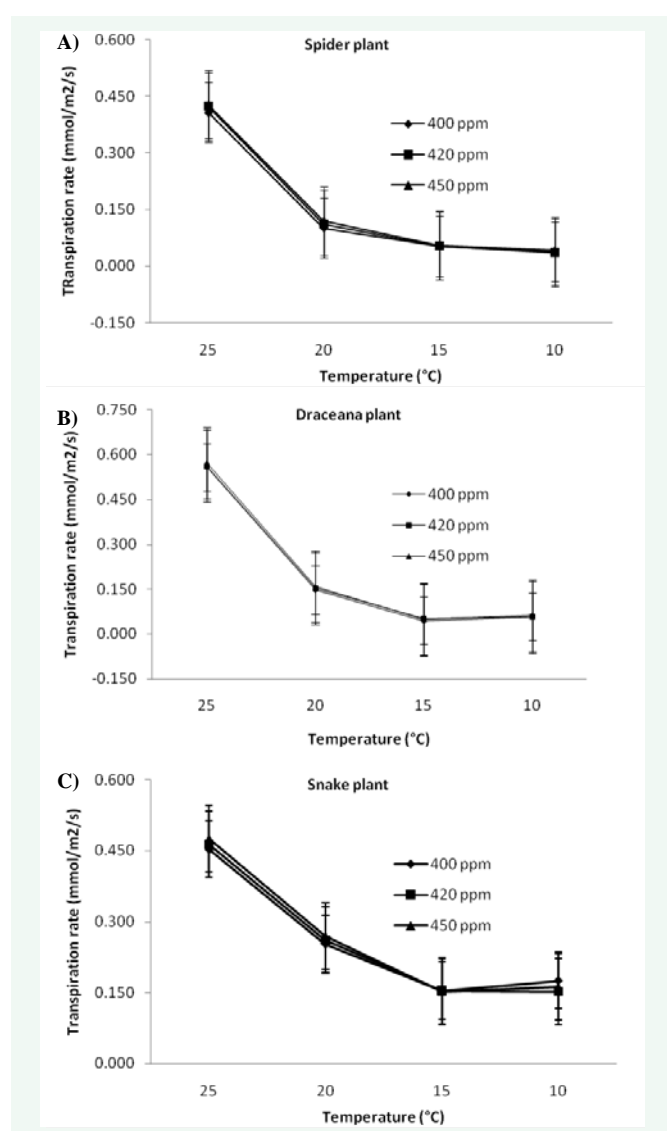 A)
Spider plant
TRanspiration rate (mmol/m2/s)
0.600
0.450
0.300
0.150
0.000
-0.150
400 ppm
420 ppm
450 ppm
25 20 15 10
Temperature (°C)
B)
Draceana plant
Transpiration rate (mmol/m2/s)
0.750
0.600
0.450
0.300
0.150
0.000
-0.150
400 ppm
420 ppm
450 ppm
25 20 15 10
Temperature (°C)
C)
Snake plant
Transpiration rate (mmol/m2/s)
0.600
0.450
0.300
0.150
0.000
400 ppm
420 ppm
450 ppm
25 20 15 10
Temperature (°C)